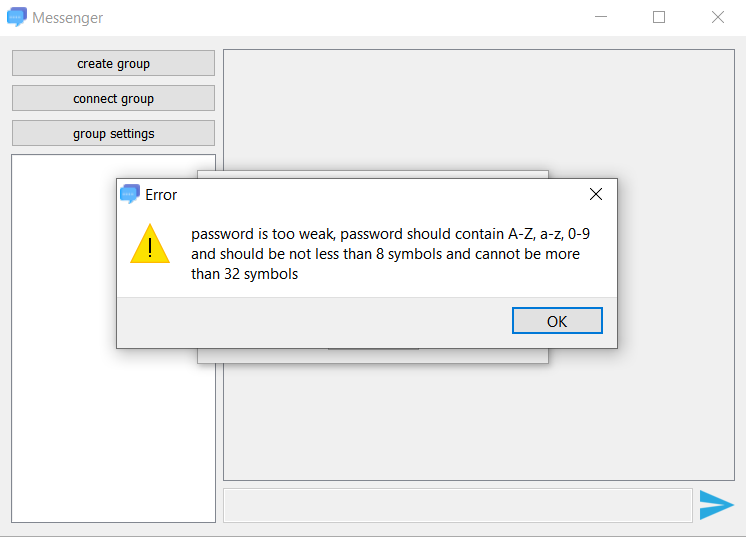 Messenger
create group
connect group
group settings
Error
password is too weak, password should contain A-Z, a-z, 0-9
and should be not less than 8 symbols and cannot be more
than 32 symbols
OK